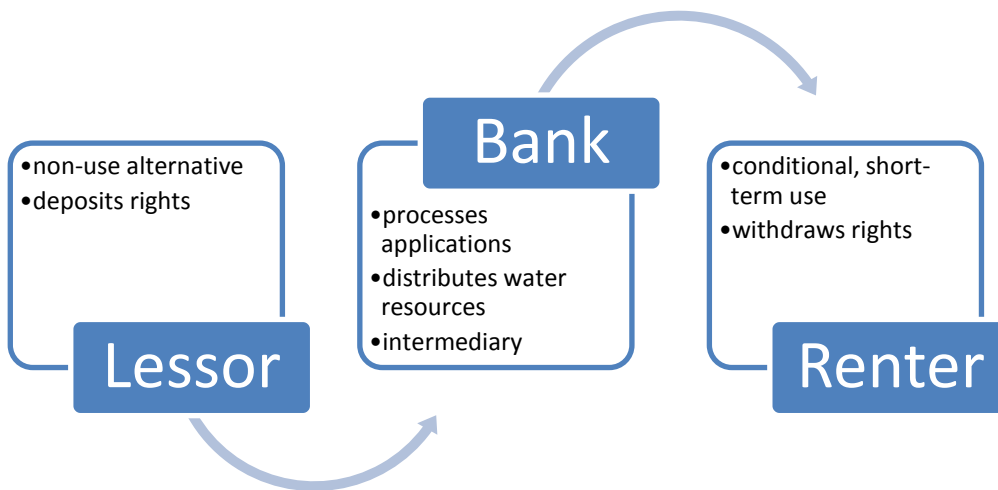 •non-use alternative
•deposits rights
Lessor
Bank
•processes
applications
•distributes water
resources
•intermediary
•conditional, short-
term use
•withdraws rights
Renter